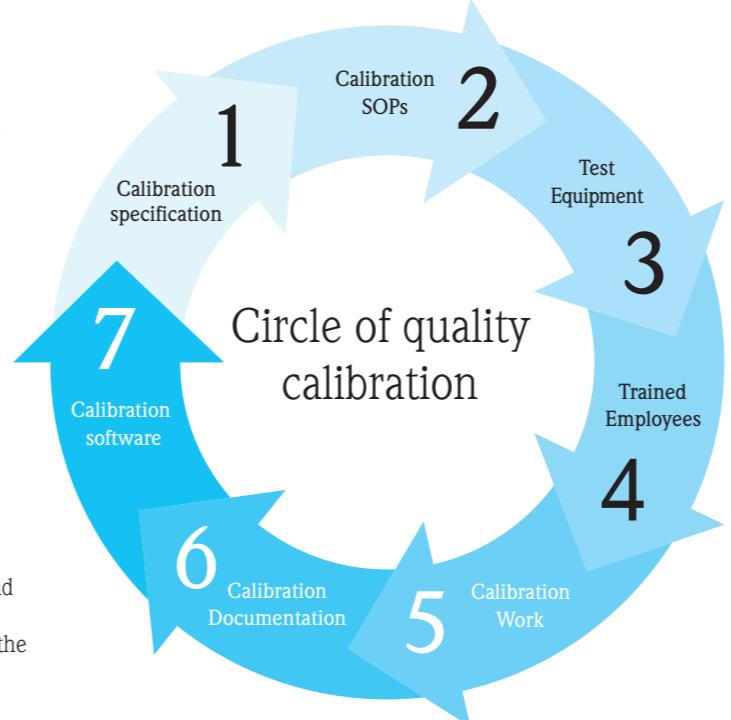 Circle of quality
calibration
1
Calibration
specification
Calibration
SOPs
2
Test
Equipment
3
Trained
Employees
4
Calibration
Work
5
6
Calibration
Documentation
7
Calibration
software
the